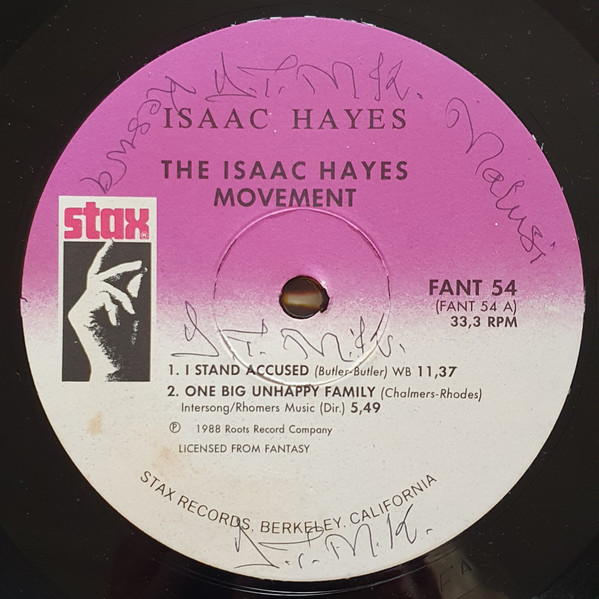 ISAAC HAYES
THE ISAAC HAYES
MOVEMENT
Malusi
stax®
FANT 54
(FANT 54 A)
33,3 RPM
1. I STAND ACCUSED (Butler-Butler) WB 11,37
2. ONE BIG UNHAPPY FAMILY (Chalmers-Rhodes)
Intersong/Rhomers Music (Dir.) 5,49
℗ 1988 Roots Record Company
LICENSED FROM FANTASY
STAX RECORDS, BERKELEY, CALIFORNIA